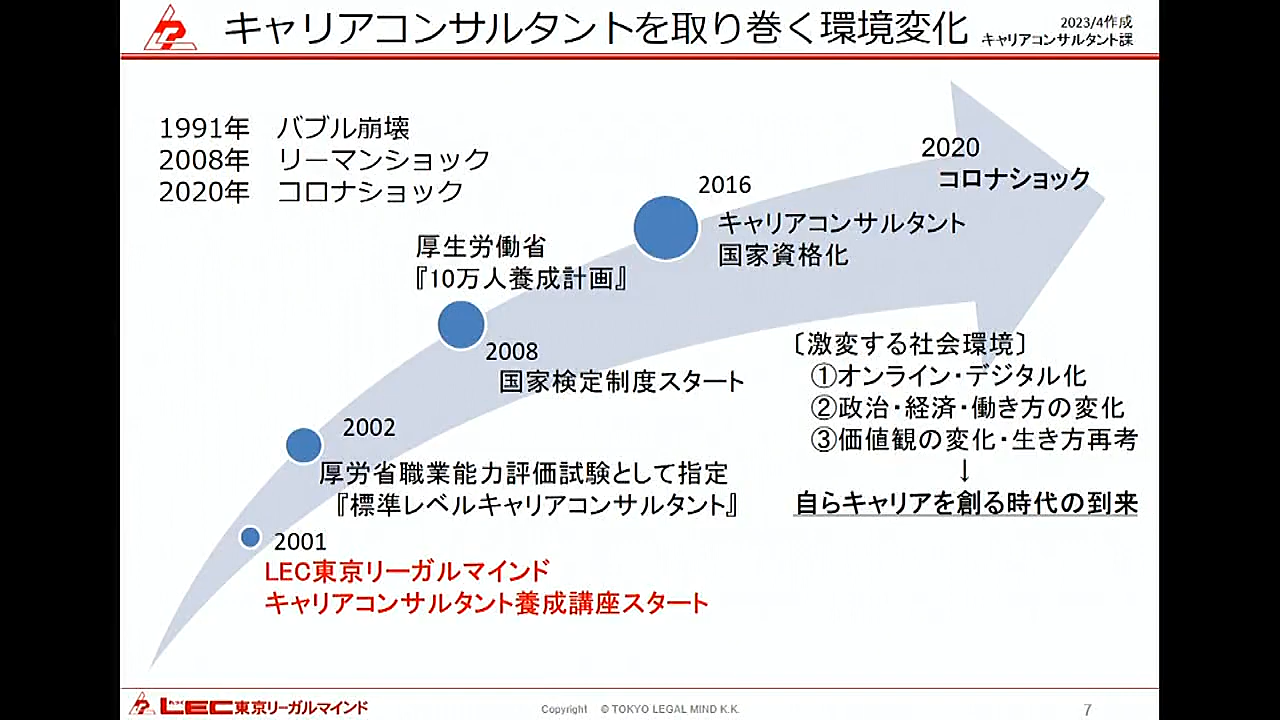 キャリアコンサルタントを取り巻く環境変化
2023/4作成
キャリアコンサルタント課
1991年 バブル崩壊
2008年 リーマンショック
2020年 コロナショック
2020
コロナショック
2016
キャリアコンサルタント
国家資格化
厚生労働省
『10万人養成計画』
2008
国家検定制度スタート
2002
厚労省職業能力評価試験として指定
『標準レベルキャリアコンサルタント』
2001
LEC東京リーガルマインド
キャリアコンサルタント養成講座スタート
〔激変する社会環境〕
①オンライン・デジタル化
②政治・経済・働き方の変化
③価値観の変化・生き方再考
↓
自らキャリアを創る時代の到来
LEC東京リーガルマインド
Copyright © TOKYO LEGAL MIND K.K.
7